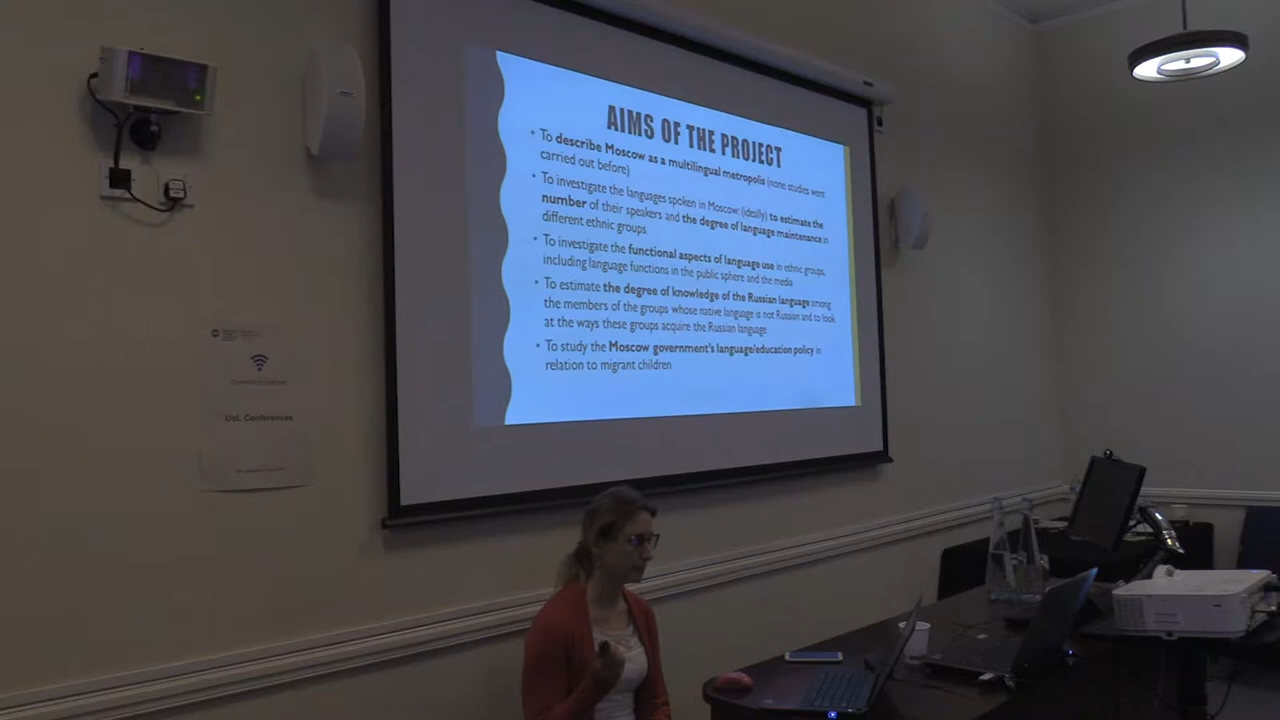 AIMS OF THE PROJECT
• To describe Moscow as a multilingual metropolis (none studies were
carried out before)
• To investigate the languages spoken in Moscow: (ideally) to estimate the
number of their speakers and the degree of language maintenance in
different ethnic groups
• To investigate the functional aspects of language use in ethnic groups,
including language functions in the public sphere and the media
• To estimate the degree of knowledge of the Russian language among
the members of the groups whose native language is not Russian and to look
at the ways these groups acquire the Russian language
• To study the Moscow government's language/education policy in
relation to migrant children
UoL Conferences